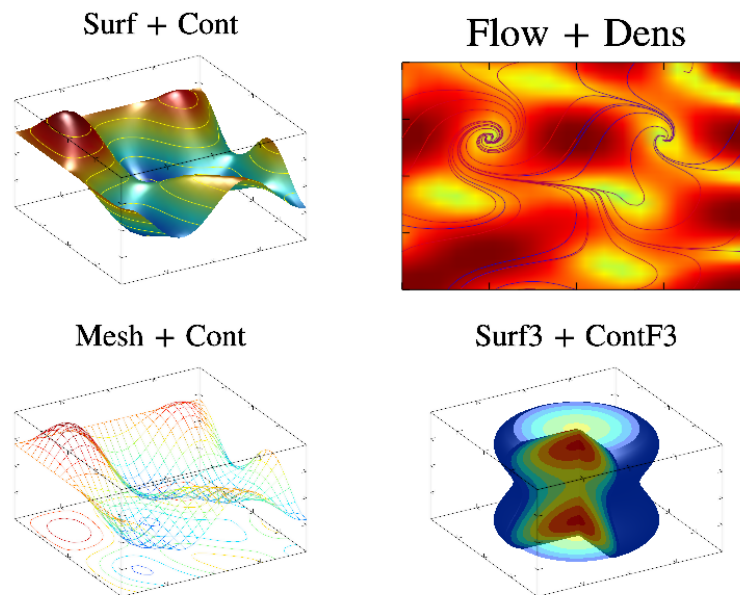 Surf + Cont
Flow + Dens
Mesh + Cont
Surf3 + ContF3